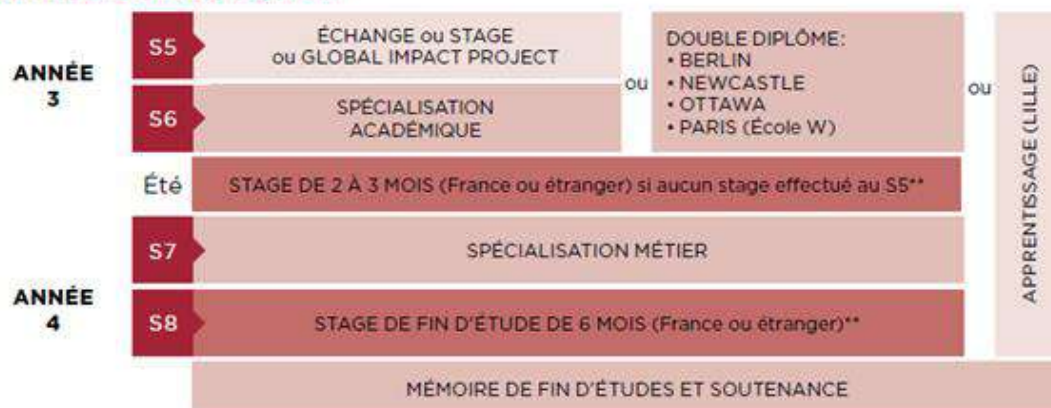 ANNÉE
3
S5
ÉCHANGE ou STAGE
ou GLOBAL IMPACT PROJECT
S6
SPÉCIALISATION
ACADÉMIQUE
ou
DOUBLE DIPLÔME:
• BERLIN
• NEWCASTLE
• OTTAWA
• PARIS (École W)
ou
APPRENTISSAGE (LILLE)
Été
STAGE DE 2 À 3 MOIS (France ou étranger) si aucun stage effectué au S5**
ANNÉE
4
S7
SPÉCIALISATION MÉTIER
S8
STAGE DE FIN D'ÉTUDE DE 6 MOIS (France ou étranger)**
MÉMOIRE DE FIN D'ÉTUDES ET SOUTENANCE